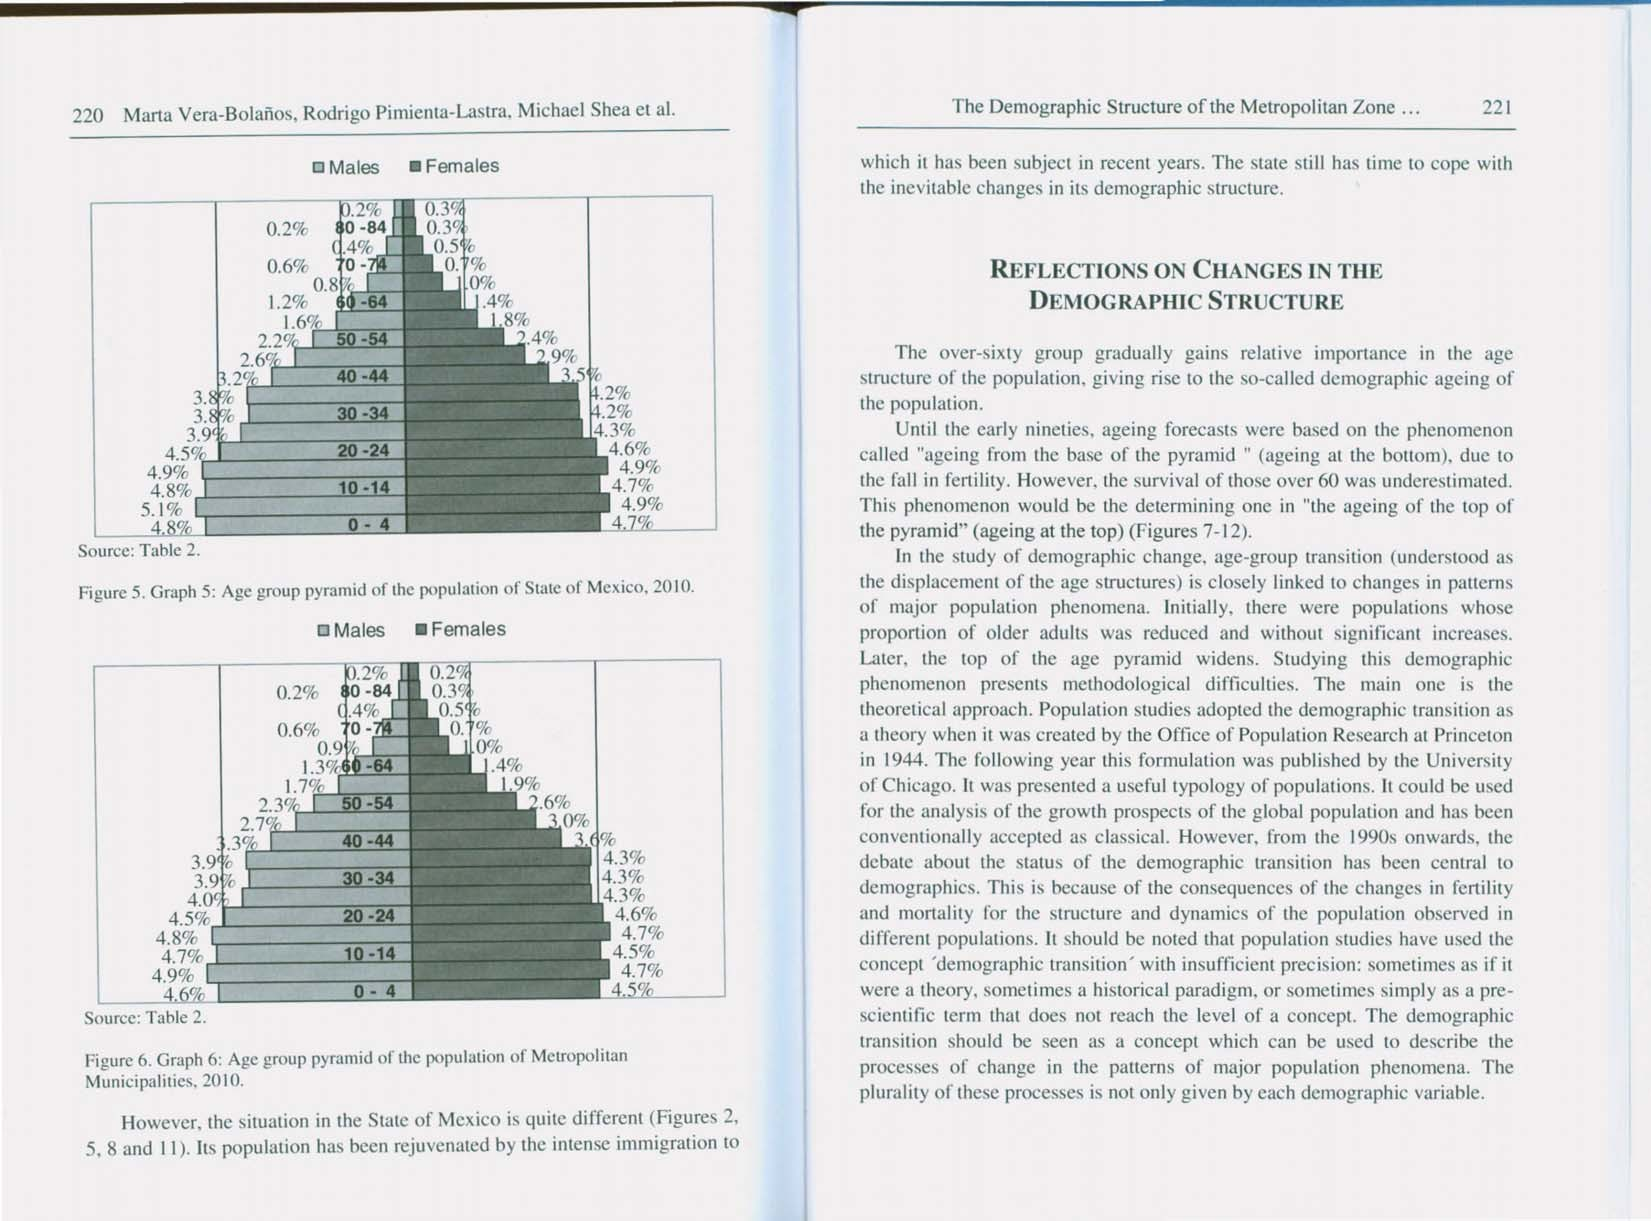 220 Marta Vera-Bolaños, Rodrigo Pimienta-Lastra, Michael Shea et al.
Males Females
0.2% 0.3%
0.2% 80 -84 0.3%
0.4% 0.5%
0.6% 70 -74 0.7%
0.8% 1.0%
1.2% 60 -64 1.4%
1.6% 1.8%
2.2% 50 -54 2.4%
2.6% 2.9%
3.2% 40 -44 3.5%
3.8% 4.2%
3.8% 30 -34 4.2%
3.9% 4.3%
4.5% 20 -24 4.6%
4.9% 4.9%
4.8% 10 -14 4.7%
5.1% 4.9%
4.8% 0 - 4 4.7%
Source: Table 2.
Figure 5. Graph 5: Age group pyramid of the population of State of Mexico, 2010.
Males Females
0.2% 0.2%
0.2% 80 -84 0.3%
0.4% 0.5%
0.6% 70 -74 0.7%
0.9% 1.0%
1.3% 60 -64 1.4%
1.7% 1.9%
2.3% 50 -54 2.6%
2.7% 3.0%
3.3% 40 -44 3.6%
3.9% 4.3%
3.9% 30 -34 4.3%
4.0% 4.3%
4.5% 20 -24 4.6%
4.8% 4.7%
4.7% 10 -14 4.5%
4.9% 4.7%
4.6% 0 - 4 4.5%
Source: Table 2.
Figure 6. Graph 6: Age group pyramid of the population of Metropolitan
Municipalities, 2010.
However, the situation in the State of Mexico is quite different (Figures 2,
5, 8 and 11). Its population has been rejuvenated by the intense immigration to
The Demographic Structure of the Metropolitan Zone ... 221
which it has been subject in recent years. The state still has time to cope with
the inevitable changes in its demographic structure.
REFLECTIONS ON CHANGES IN THE
DEMOGRAPHIC STRUCTURE
The over-sixty group gradually gains relative importance in the age
structure of the population, giving rise to the so-called demographic ageing of
the population.
Until the early nineties, ageing forecasts were based on the phenomenon
called "ageing from the base of the pyramid " (ageing at the bottom), due to
the fall in fertility. However, the survival of those over 60 was underestimated.
This phenomenon would be the determining one in "the ageing of the top of
the pyramid” (ageing at the top) (Figures 7-12).
In the study of demographic change, age-group transition (understood as
the displacement of the age structures) is closely linked to changes in patterns
of major population phenomena. Initially, there were populations whose
proportion of older adults was reduced and without significant increases.
Later, the top of the age pyramid widens. Studying this demographic
phenomenon presents methodological difficulties. The main one is the
theoretical approach. Population studies adopted the demographic transition as
a theory when it was created by the Office of Population Research at Princeton
in 1944. The following year this formulation was published by the University
of Chicago. It was presented a useful typology of populations. It could be used
for the analysis of the growth prospects of the global population and has been
conventionally accepted as classical. However, from the 1990s onwards, the
debate about the status of the demographic transition has been central to
demographics. This is because of the consequences of the changes in fertility
and mortality for the structure and dynamics of the population observed in
different populations. It should be noted that population studies have used the
concept ´demographic transition´ with insufficient precision: sometimes as if it
were a theory, sometimes a historical paradigm, or sometimes simply as a pre-
scientific term that does not reach the level of a concept. The demographic
transition should be seen as a concept which can be used to describe the
processes of change in the patterns of major population phenomena. The
plurality of these processes is not only given by each demographic variable.